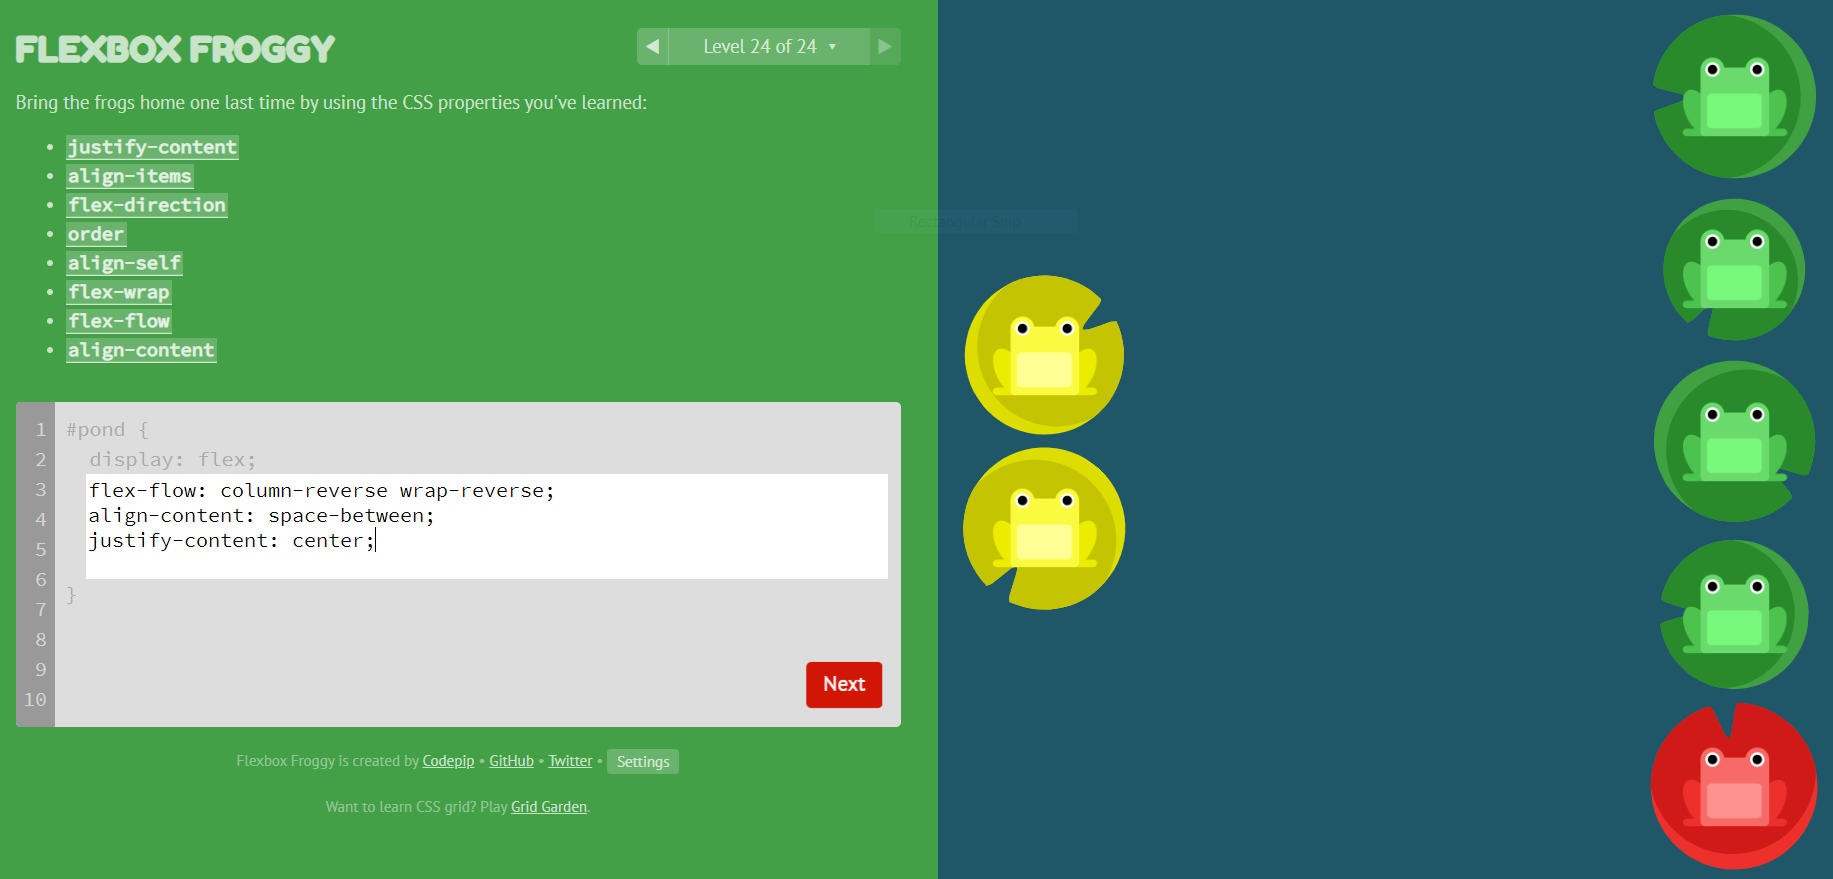 FLEXBOX FROGGY
◀ Level 24 of 24 ▼ ▶
Bring the frogs home one last time by using the CSS properties you've learned:
• justify-content
• align-items
• flex-direction
• order
• align-self
• flex-wrap
• flex-flow
• align-content
Rectangular Snip
1 #pond {
2 display: flex;
3 flex-flow: column-reverse wrap-reverse;
4 align-content: space-between;
5 justify-content: center;
6 }
7
8
9
10
Next
Flexbox Froggy is created by Codepip • GitHub • Twitter • Settings
Want to learn CSS grid? Play Grid Garden.